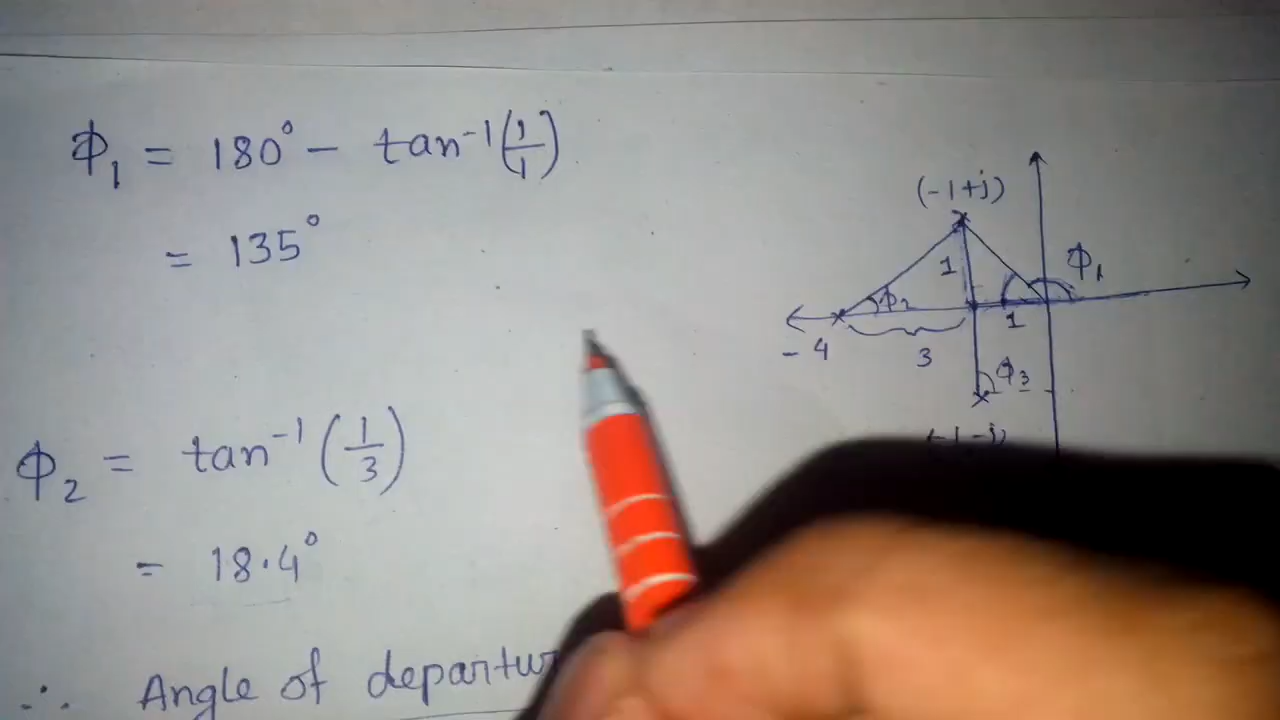 ϕ₁ = 180° − tan⁻¹(1/1)
= 135°
ϕ₂ = tan⁻¹(1/3)
= 18.4°
∴ Angle of
(-1+j)
1
ϕ₁
ϕ₂
1
-4
3
ϕ₃